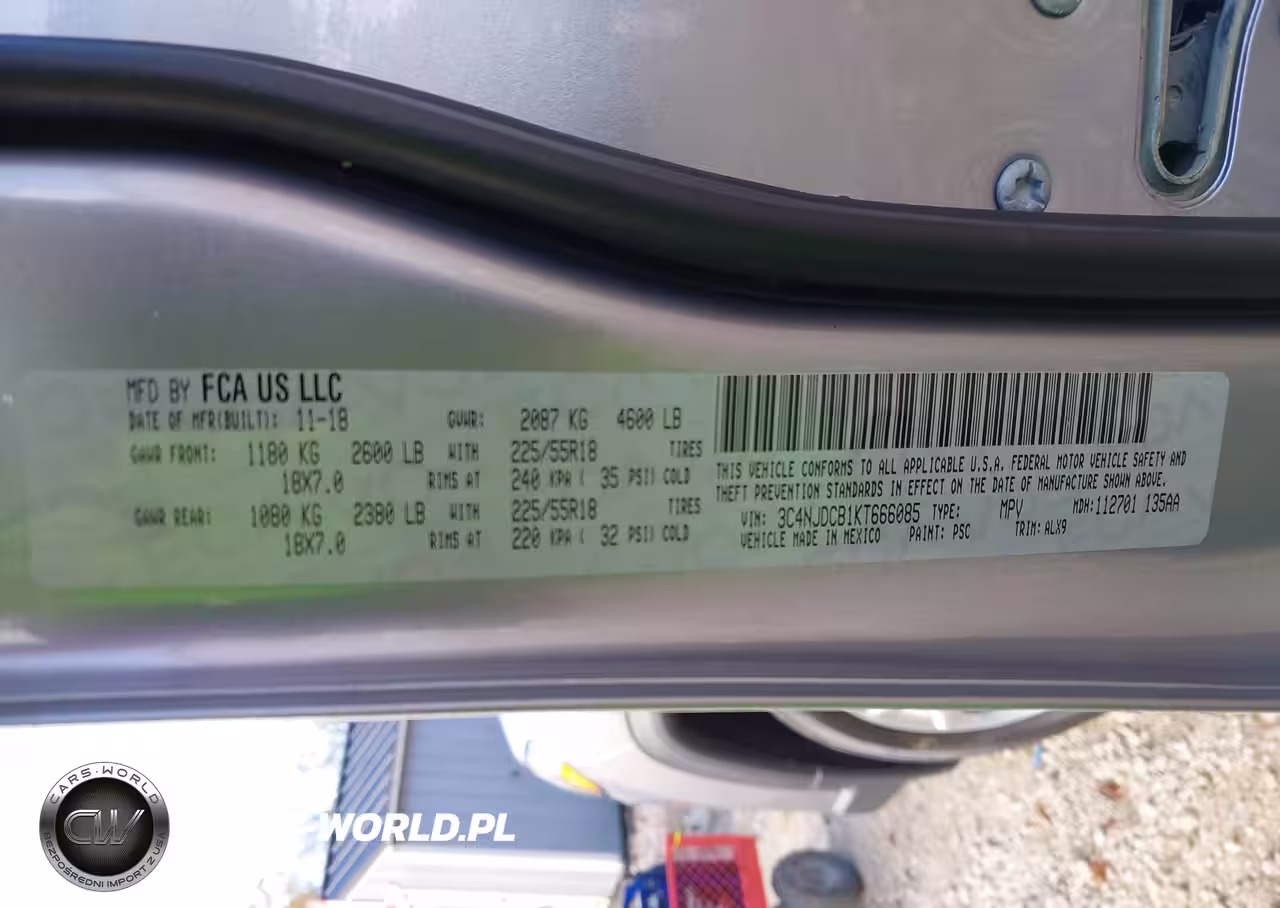 MFD BY FCA US LLC
DATE OF MFR(BUILT): 11-18 GVWR: 2087 KG 4600 LB
GAWR FRONT: 1180 KG 2600 LB WITH 225/55R18 TIRES
18X7.0 RIMS AT 240 KPA ( 35 PSI) COLD
GAWR REAR: 1080 KG 2380 LB WITH 225/55R18 TIRES
18X7.0 RIMS AT 220 KPA ( 32 PSI) COLD
THIS VEHICLE CONFORMS TO ALL APPLICABLE U.S.A. FEDERAL MOTOR VEHICLE SAFETY AND
THEFT PREVENTION STANDARDS IN EFFECT ON THE DATE OF MANUFACTURE SHOWN ABOVE.
VIN: 3C4NJDCB1KT666085 TYPE: MPV MDH: 112701 135AA
VEHICLE MADE IN MEXICO PAINT: PSC TRIM: ALX9
CARS-WORLD
CW
BEZPOŚREDNI IMPORT Z USA
WORLD.PL